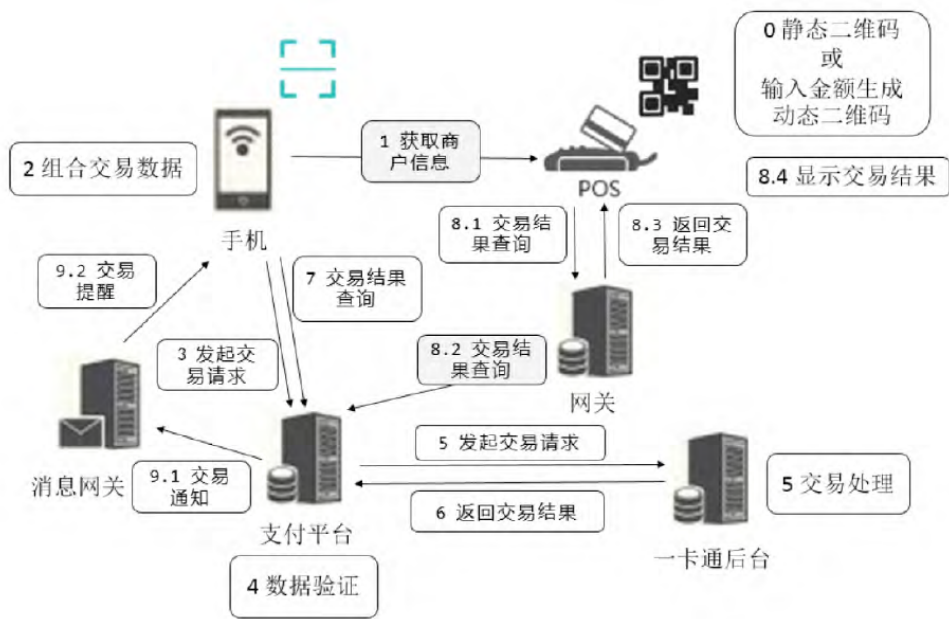 0 静态二维码
或
输入金额生成
动态二维码
1 获取商
户信息
2 组合交易数据
POS
8.4 显示交易结果
手机
8.1 交易结
果查询
8.3 返回交
易结果
9.2 交易
提醒
7 交易结果
查询
3 发起交
易请求
8.2 交易结
果查询
网关
5 发起交易请求
消息网关
9.1 交易
通知
5 交易处理
6 返回交易结果
支付平台
一卡通后台
4 数据验证